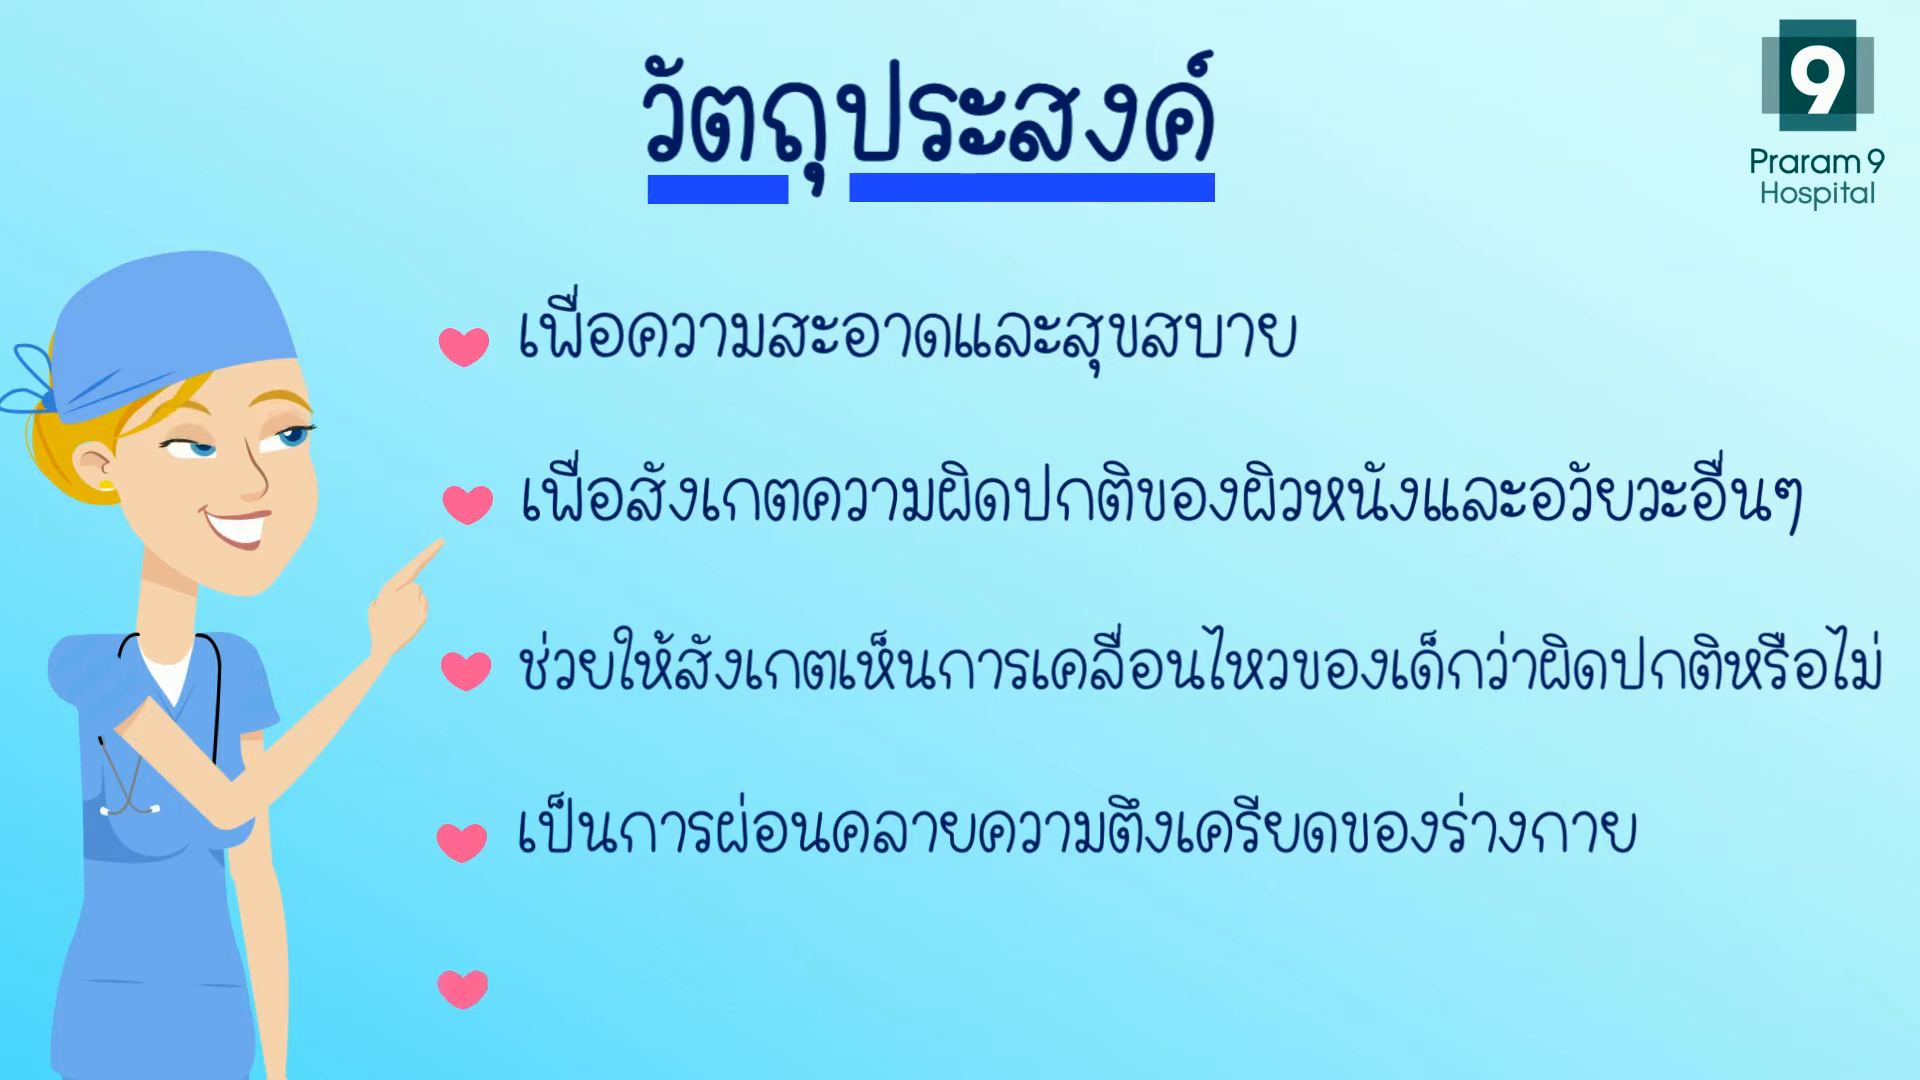 วัตถุประสงค์
9
Praram 9
Hospital
เพื่อความสะอาดและสุขสบาย
เพื่อสังเกตความผิดปกติของผิวหนังและอวัยวะอื่นๆ
ช่วยให้สังเกตเห็นการเคลื่อนไหวของเด็กว่าผิดปกติหรือไม่
เป็นการผ่อนคลายความตึงเครียดของร่างกาย